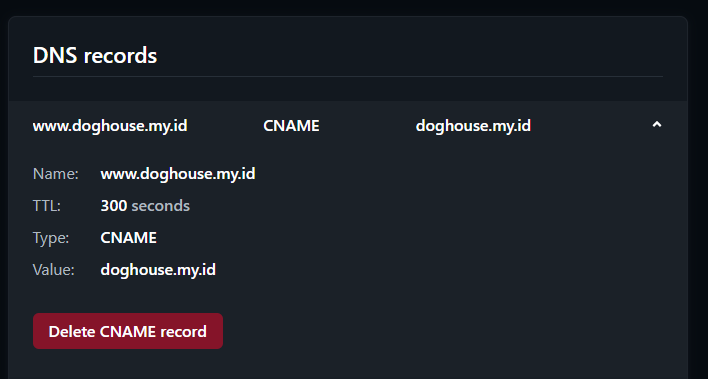 DNS records
www.doghouse.my.id CNAME doghouse.my.id
Name: www.doghouse.my.id
TTL: 300 seconds
Type: CNAME
Value: doghouse.my.id
Delete CNAME record